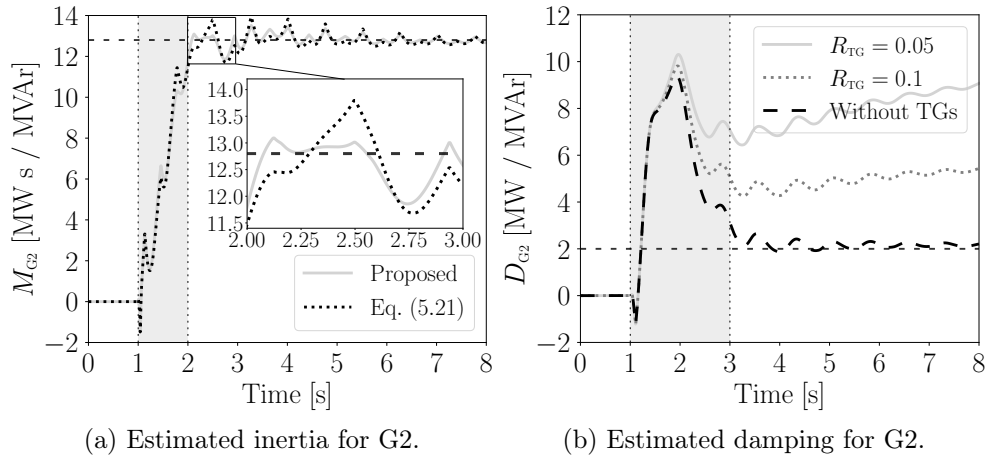 M_G2 [MW s / MVAr]
14
12
10
8
6
4
2
0
−2
0 1 2 3 4 5 6 7 8
Time [s]
14.0
13.5
13.0
12.5
12.0
11.5
2.00 2.25 2.50 2.75 3.00
Proposed
Eq. (5.21)
(a) Estimated inertia for G2.
D_G2 [MW / MVAr]
12
10
8
6
4
2
0
−2
0 1 2 3 4 5 6 7 8
Time [s]
R_TG = 0.05
R_TG = 0.1
Without TGs
(b) Estimated damping for G2.